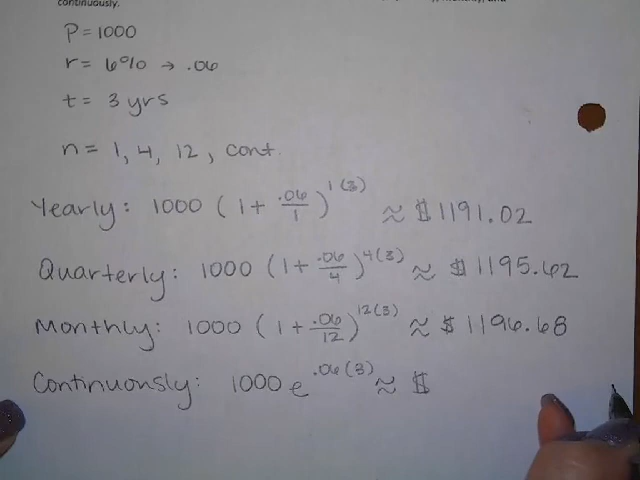 continuously.
P = 1000
r = 6% → .06
t = 3 yrs
n = 1, 4, 12, cont.
Yearly: 1000 (1 + .06/1)^1(3) ≈ $1191.02
Quarterly: 1000 (1 + .06/4)^4(3) ≈ $1195.62
Monthly: 1000 (1 + .06/12)^12(3) ≈ $1196.68
Continuously: 1000 e^.06(3) ≈ $